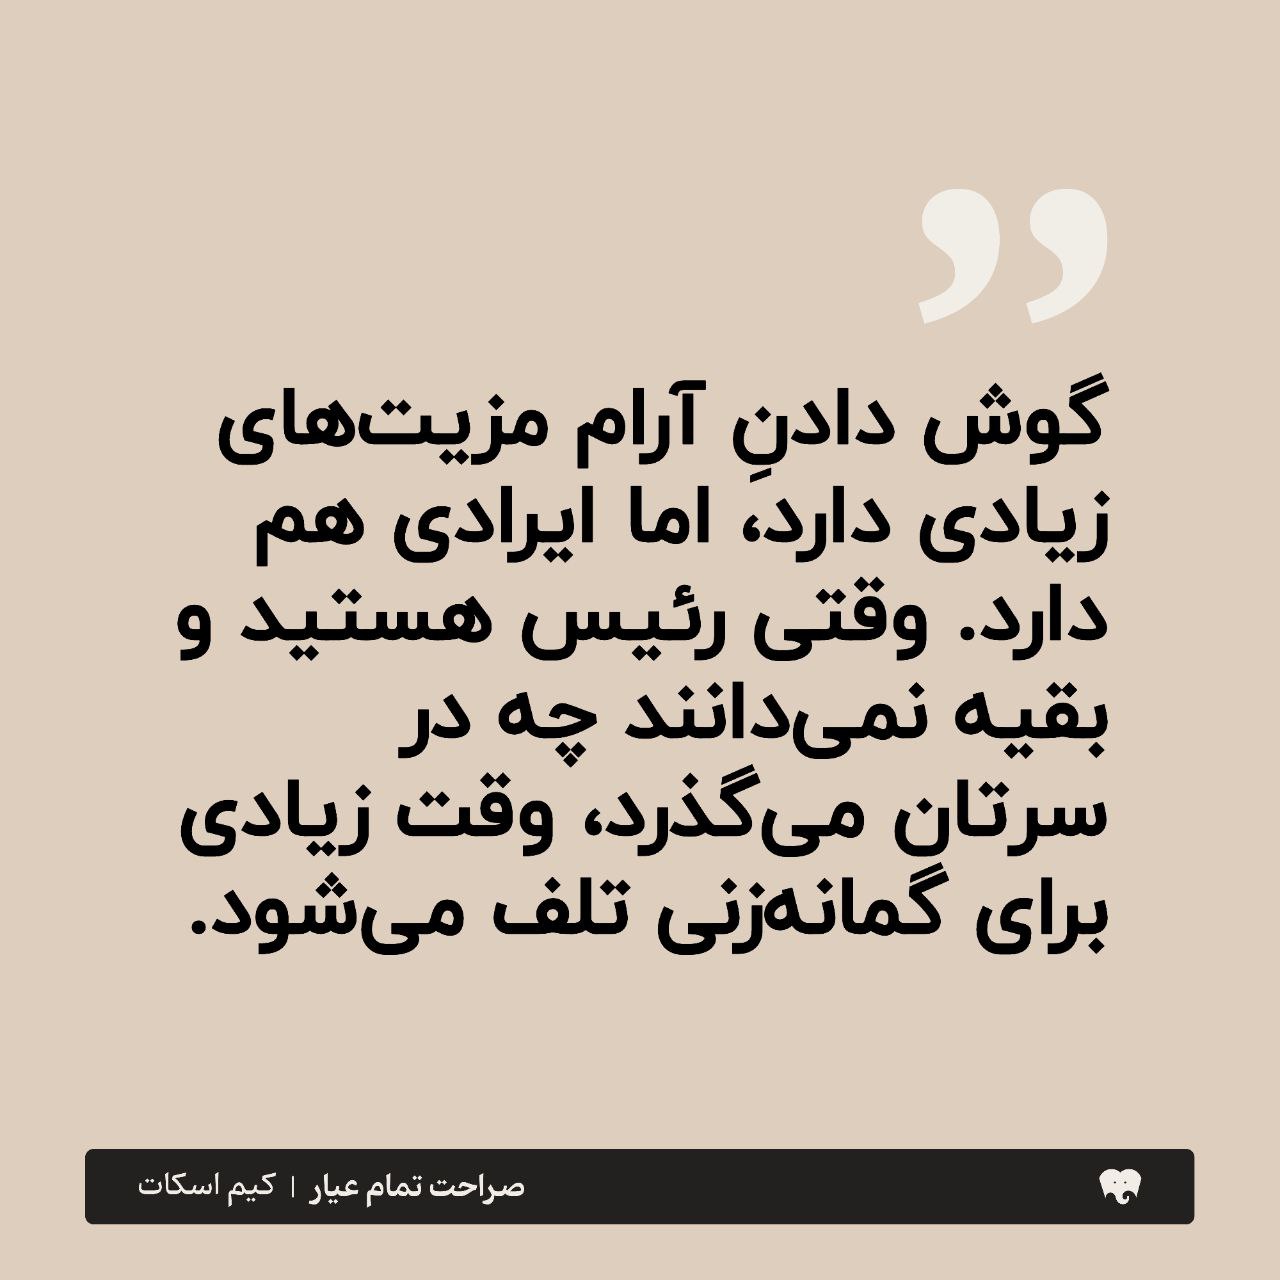 گوش دادنِ آرام مزیت‌های
زیادی دارد، اما ایرادی هم
دارد. وقتی رئیس هستید و
بقیه نمی‌دانند چه در
سرتان می‌گذرد، وقت زیادی
برای گمانه‌زنی تلف می‌شود.
صراحت تمام عیار | کیم اسکات